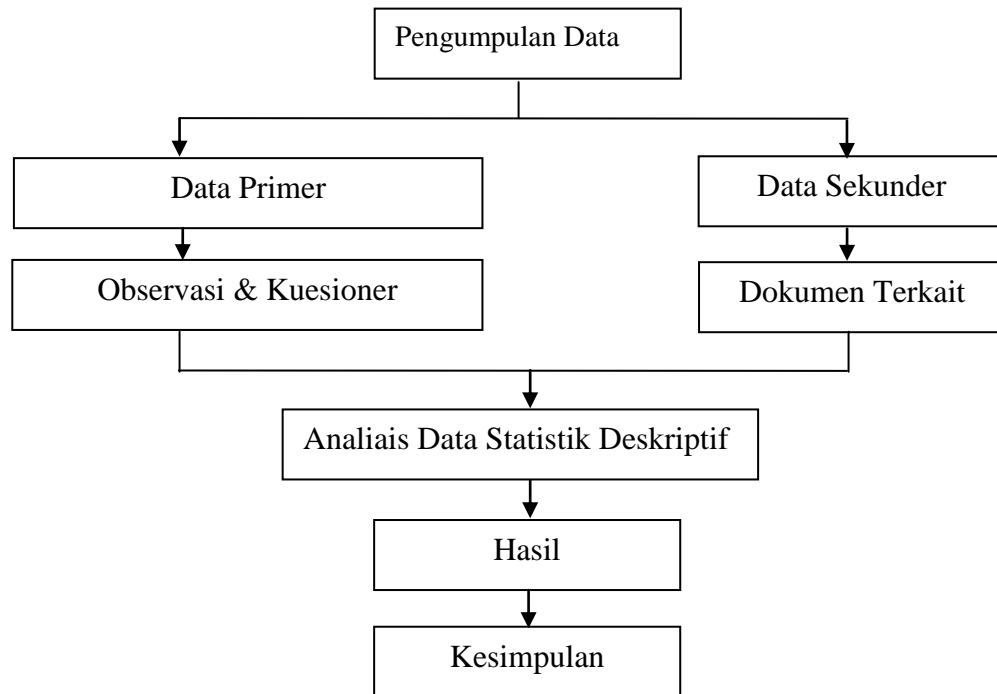 Pengumpulan Data
Data Primer
Data Sekunder
Observasi & Kuesioner
Dokumen Terkait
Analiais Data Statistik Deskriptif
Hasil
Kesimpulan